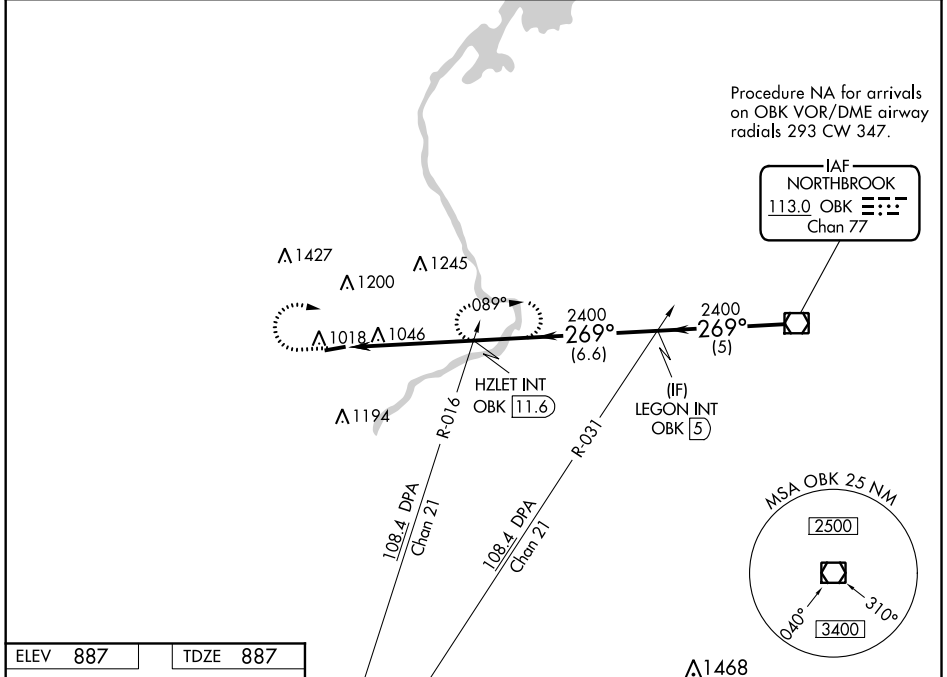 Procedure NA for arrivals
on OBK VOR/DME airway
radials 293 CW 347.
IAF
NORTHBROOK
113.0 OBK
Chan 77
1427
1200
1245
1018
1046
089°
2400
269°
(6.6)
2400
269°
(5)
HZLET INT
OBK 11.6
(IF)
LEGON INT
OBK 5
1194
R-016
R-031
108.4 DPA
Chan 21
108.4 DPA
Chan 21
MSA OBK 25 NM
2500
040°
310°
3400
1468
ELEV 887
TDZE 887